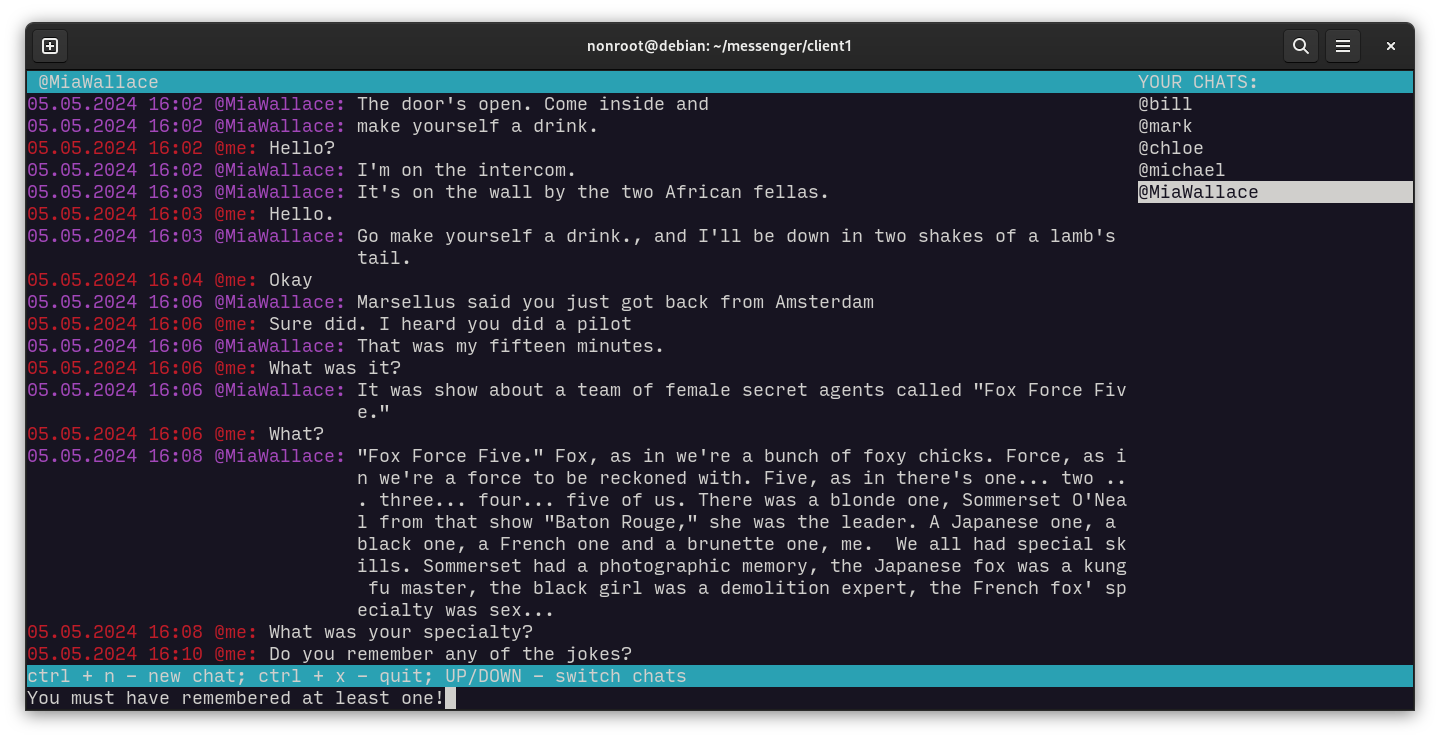 nonroot@debian: ~/messenger/client1
@MiaWallace
05.05.2024 16:02 @MiaWallace: The door's open. Come inside and
05.05.2024 16:02 @MiaWallace: make yourself a drink.
05.05.2024 16:02 @me: Hello?
05.05.2024 16:02 @MiaWallace: I'm on the intercom.
05.05.2024 16:03 @MiaWallace: It's on the wall by the two African fellas.
05.05.2024 16:03 @me: Hello.
05.05.2024 16:03 @MiaWallace: Go make yourself a drink., and I'll be down in two shakes of a lamb's
tail.
05.05.2024 16:04 @me: Okay
05.05.2024 16:06 @MiaWallace: Marsellus said you just got back from Amsterdam
05.05.2024 16:06 @me: Sure did. I heard you did a pilot
05.05.2024 16:06 @MiaWallace: That was my fifteen minutes.
05.05.2024 16:06 @me: What was it?
05.05.2024 16:06 @MiaWallace: It was show about a team of female secret agents called "Fox Force Fiv
e."
05.05.2024 16:06 @me: What?
05.05.2024 16:08 @MiaWallace: "Fox Force Five." Fox, as in we're a bunch of foxy chicks. Force, as i
n we're a force to be reckoned with. Five, as in there's one... two ..
. three... four... five of us. There was a blonde one, Sommerset O'Nea
l from that show "Baton Rouge," she was the leader. A Japanese one, a
black one, a French one and a brunette one, me.  We all had special sk
ills. Sommerset had a photographic memory, the Japanese fox was a kung
fu master, the black girl was a demolition expert, the French fox' sp
ecialty was sex...
05.05.2024 16:08 @me: What was your specialty?
05.05.2024 16:10 @me: Do you remember any of the jokes?
ctrl + n - new chat; ctrl + x - quit; UP/DOWN - switch chats
You must have remembered at least one!
YOUR CHATS:
@bill
@mark
@chloe
@michael
@MiaWallace